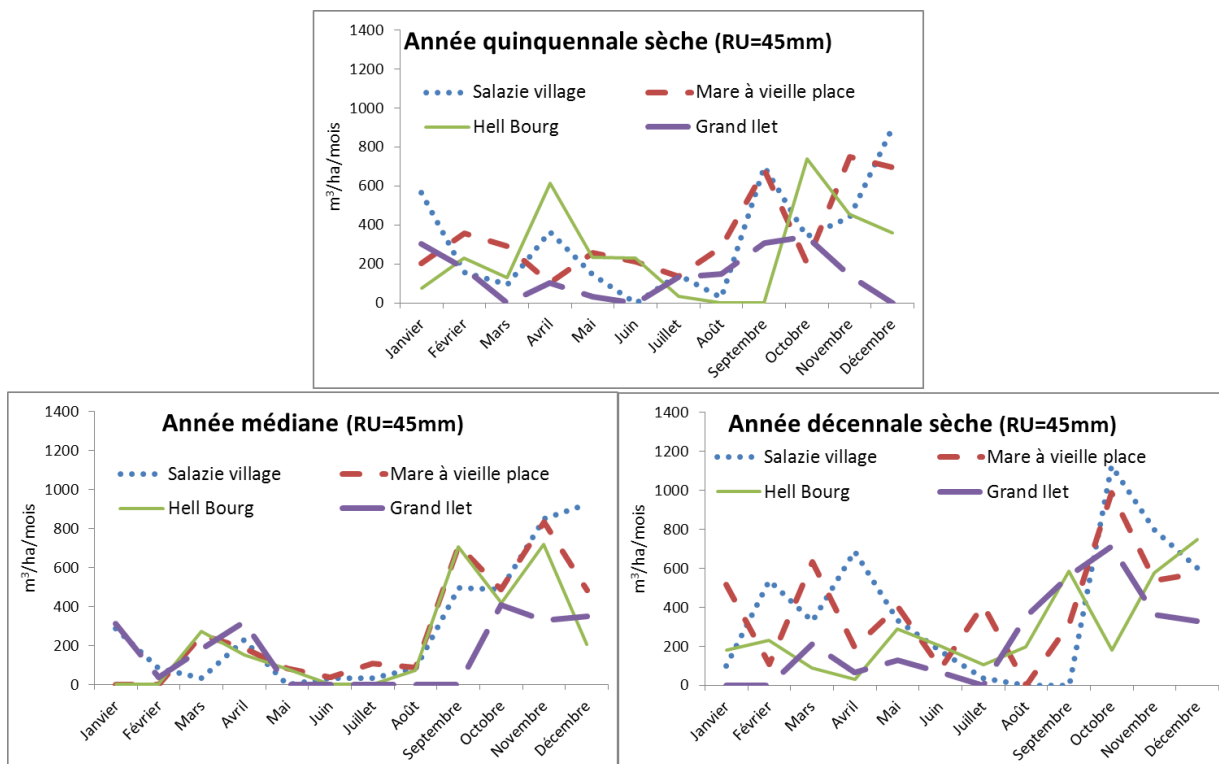 Année quinquennale sèche (RU=45mm)
Salazie village
Mare à vieille place
Hell Bourg
Grand Ilet
m³/ha/mois
1400
1200
1000
800
600
400
200
0
Janvier
Février
Mars
Avril
Mai
Juin
Juillet
Août
Septembre
Octobre
Novembre
Décembre
Année médiane (RU=45mm)
Salazie village
Mare à vieille place
Hell Bourg
Grand Ilet
m³/ha/mois
1400
1200
1000
800
600
400
200
0
Janvier
Février
Mars
Avril
Mai
Juin
Juillet
Août
Septembre
Octobre
Novembre
Décembre
Année décennale sèche (RU=45mm)
Salazie village
Mare à vieille place
Hell Bourg
Grand Ilet
m³/ha/mois
1400
1200
1000
800
600
400
200
0
Janvier
Février
Mars
Avril
Mai
Juin
Juillet
Août
Septembre
Octobre
Novembre
Décembre